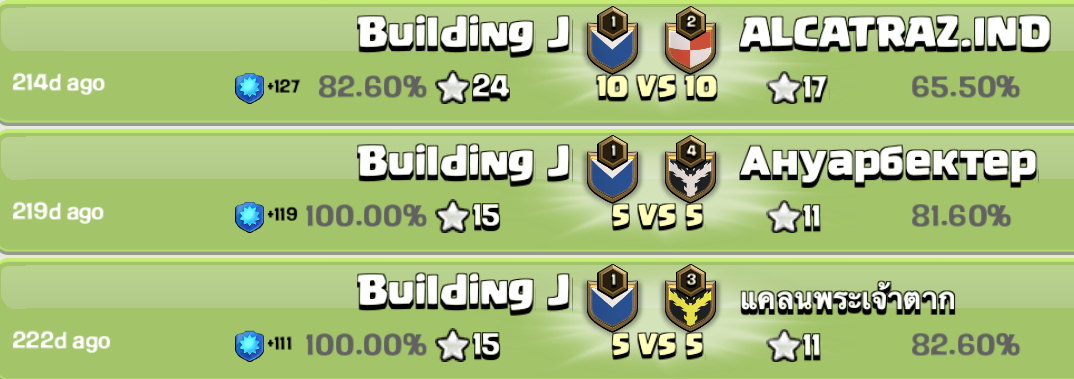 Building J 1 2 ALCATRAZ.IND
214d ago +127 82.60% 24 10 VS 10 17 65.50%
Building J 1 4 Ануарбектер
219d ago +119 100.00% 15 5 VS 5 11 81.60%
Building J 1 3 แคลนพระเจ้าตาก
222d ago +111 100.00% 15 5 VS 5 11 82.60%